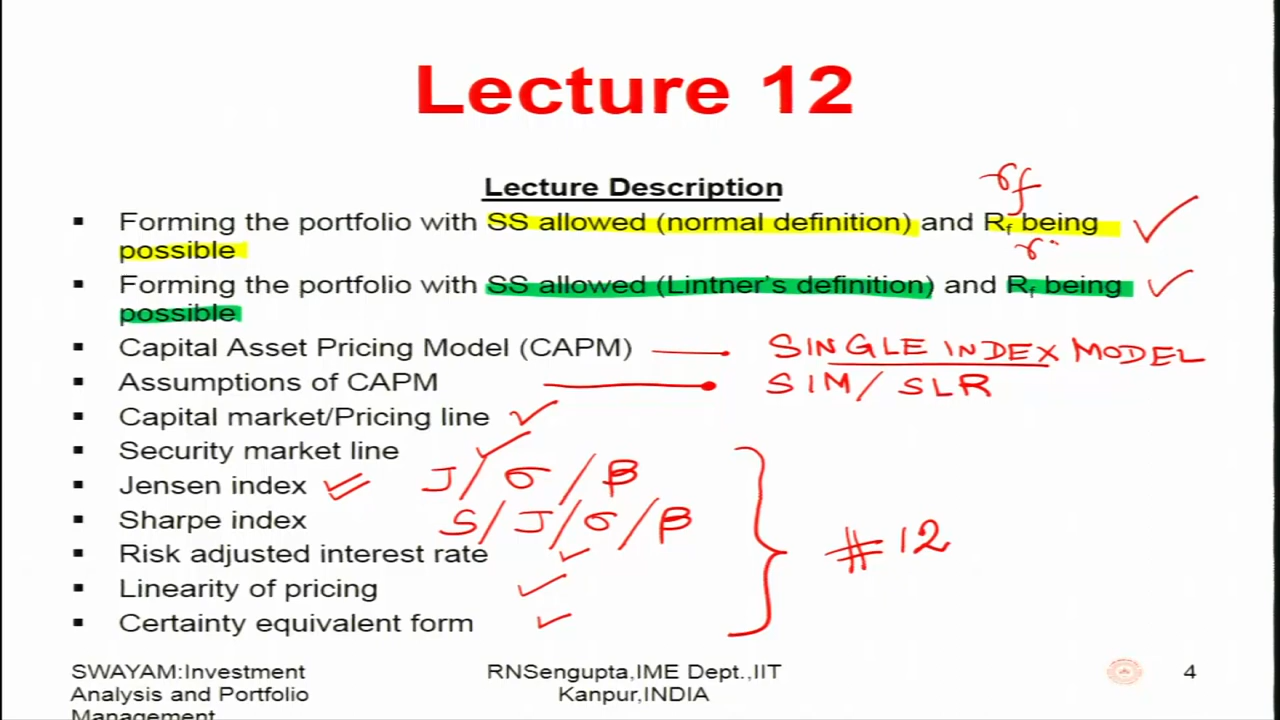 Lecture 12
Lecture Description
rf
▪ Forming the portfolio with SS allowed (normal definition) and Rf being
possible
▪ Forming the portfolio with SS allowed (Lintner's definition) and Rf being
possible
▪ Capital Asset Pricing Model (CAPM) SINGLE INDEX MODEL
▪ Assumptions of CAPM SIM/SLR
▪ Capital market/Pricing line
▪ Security market line
▪ Jensen index J/σ/β
▪ Sharpe index S/J/σ/β
#12
▪ Risk adjusted interest rate
▪ Linearity of pricing
▪ Certainty equivalent form
SWAYAM:Investment
Analysis and Portfolio
Management
RNSengupta,IME Dept.,IIT
Kanpur,INDIA
4